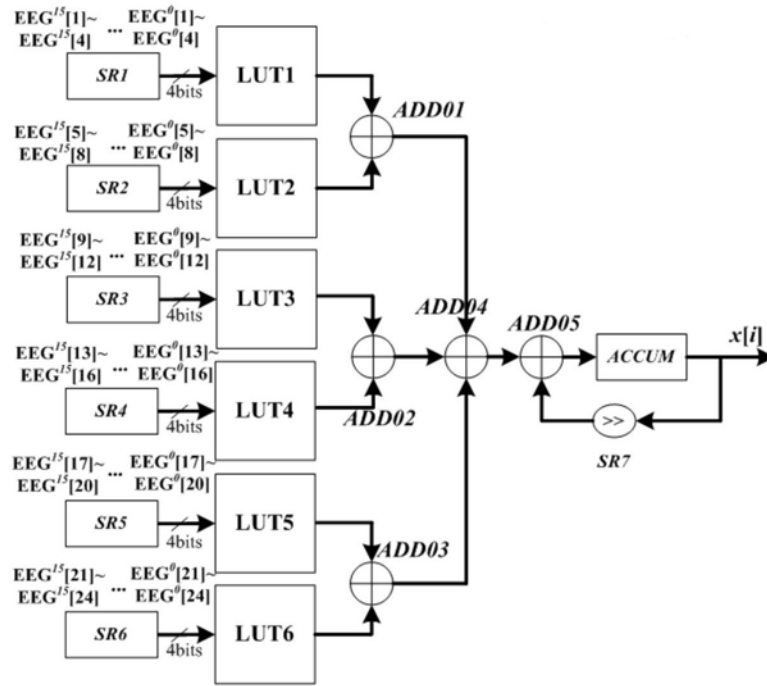 EEG¹⁵[1]~ EEG⁰[1]~
EEG¹⁵[4] ... EEG⁰[4]
SR1
4bits
LUT1
ADD01
EEG¹⁵[5]~ EEG⁰[5]~
EEG¹⁵[8] ... EEG⁰[8]
SR2
4bits
LUT2
EEG¹⁵[9]~ EEG⁰[9]~
EEG¹⁵[12] ... EEG⁰[12]
SR3
4bits
LUT3
ADD04
ADD05
ACCUM
x[i]
EEG¹⁵[13]~ EEG⁰[13]~
EEG¹⁵[16] ... EEG⁰[16]
SR4
4bits
LUT4
ADD02
>>
SR7
EEG¹⁵[17]~ EEG⁰[17]~
EEG¹⁵[20] ... EEG⁰[20]
SR5
4bits
LUT5
ADD03
EEG¹⁵[21]~ EEG⁰[21]~
EEG¹⁵[24] ... EEG⁰[24]
SR6
4bits
LUT6